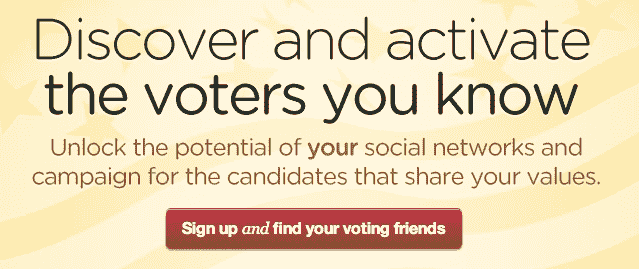 Discover and activate
the voters you know
Unlock the potential of your social networks and
campaign for the candidates that share your values.
Sign up and find your voting friends